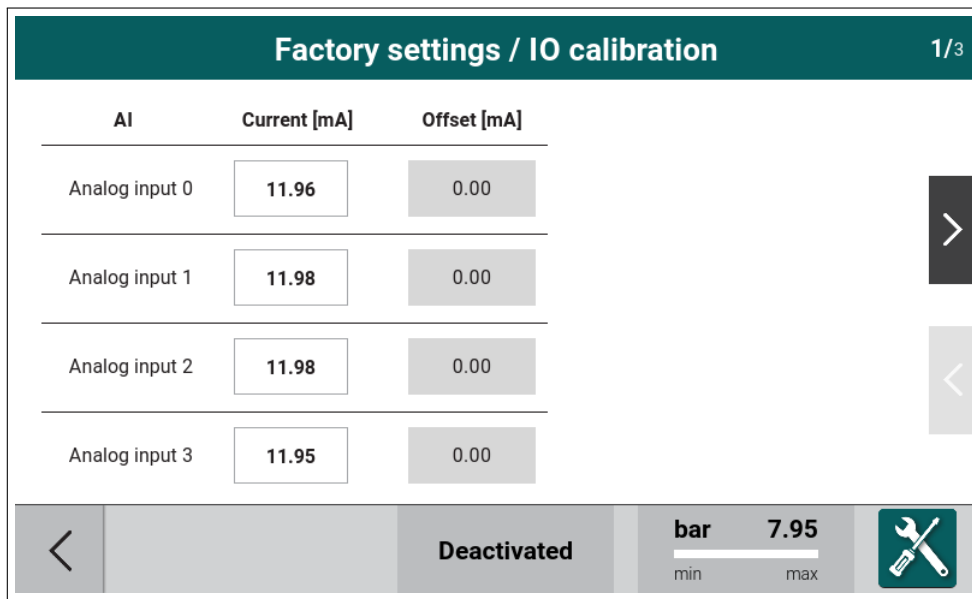 Factory settings / IO calibration 1/3
AI Current [mA] Offset [mA]
Analog input 0 11.96 0.00
Analog input 1 11.98 0.00
Analog input 2 11.98 0.00
Analog input 3 11.95 0.00
Deactivated
bar 7.95
min max